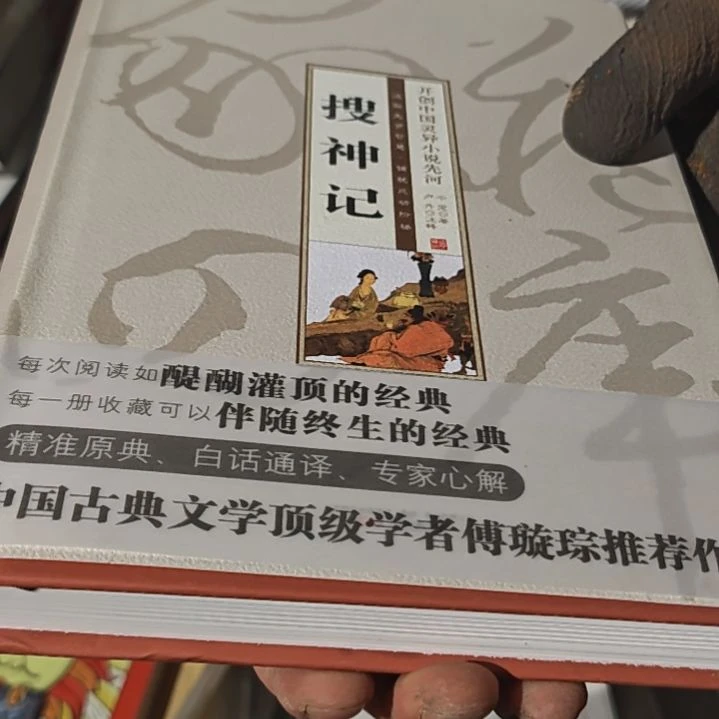 搜神记
开创中国灵异小说先河
每次阅读如醍醐灌顶的经典
每一册收藏可以伴随终生的经典
精准原典、白话通译、专家心解
中国古典文学顶级学者傅璇琮推荐作